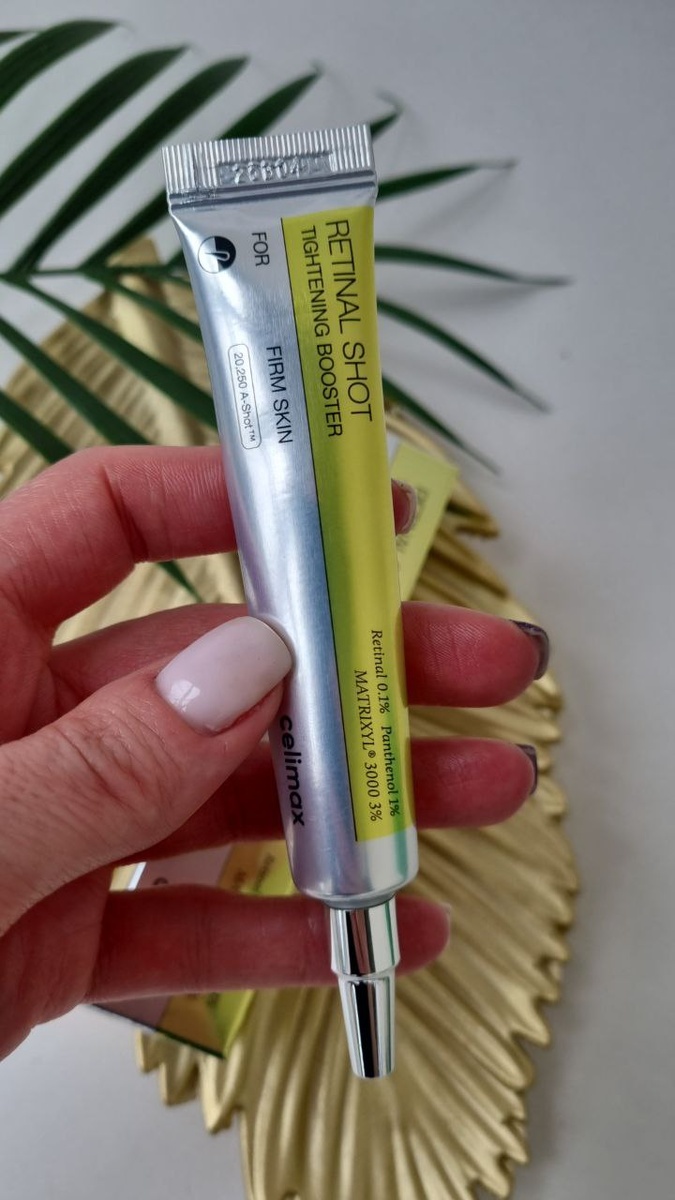 RETINAL SHOT
TIGHTENING BOOSTER
FOR FIRM SKIN
20,250 A-Shot™
Retinal 0.1% Panthenol 1%
MATRIXYL® 3000 3%
celimax